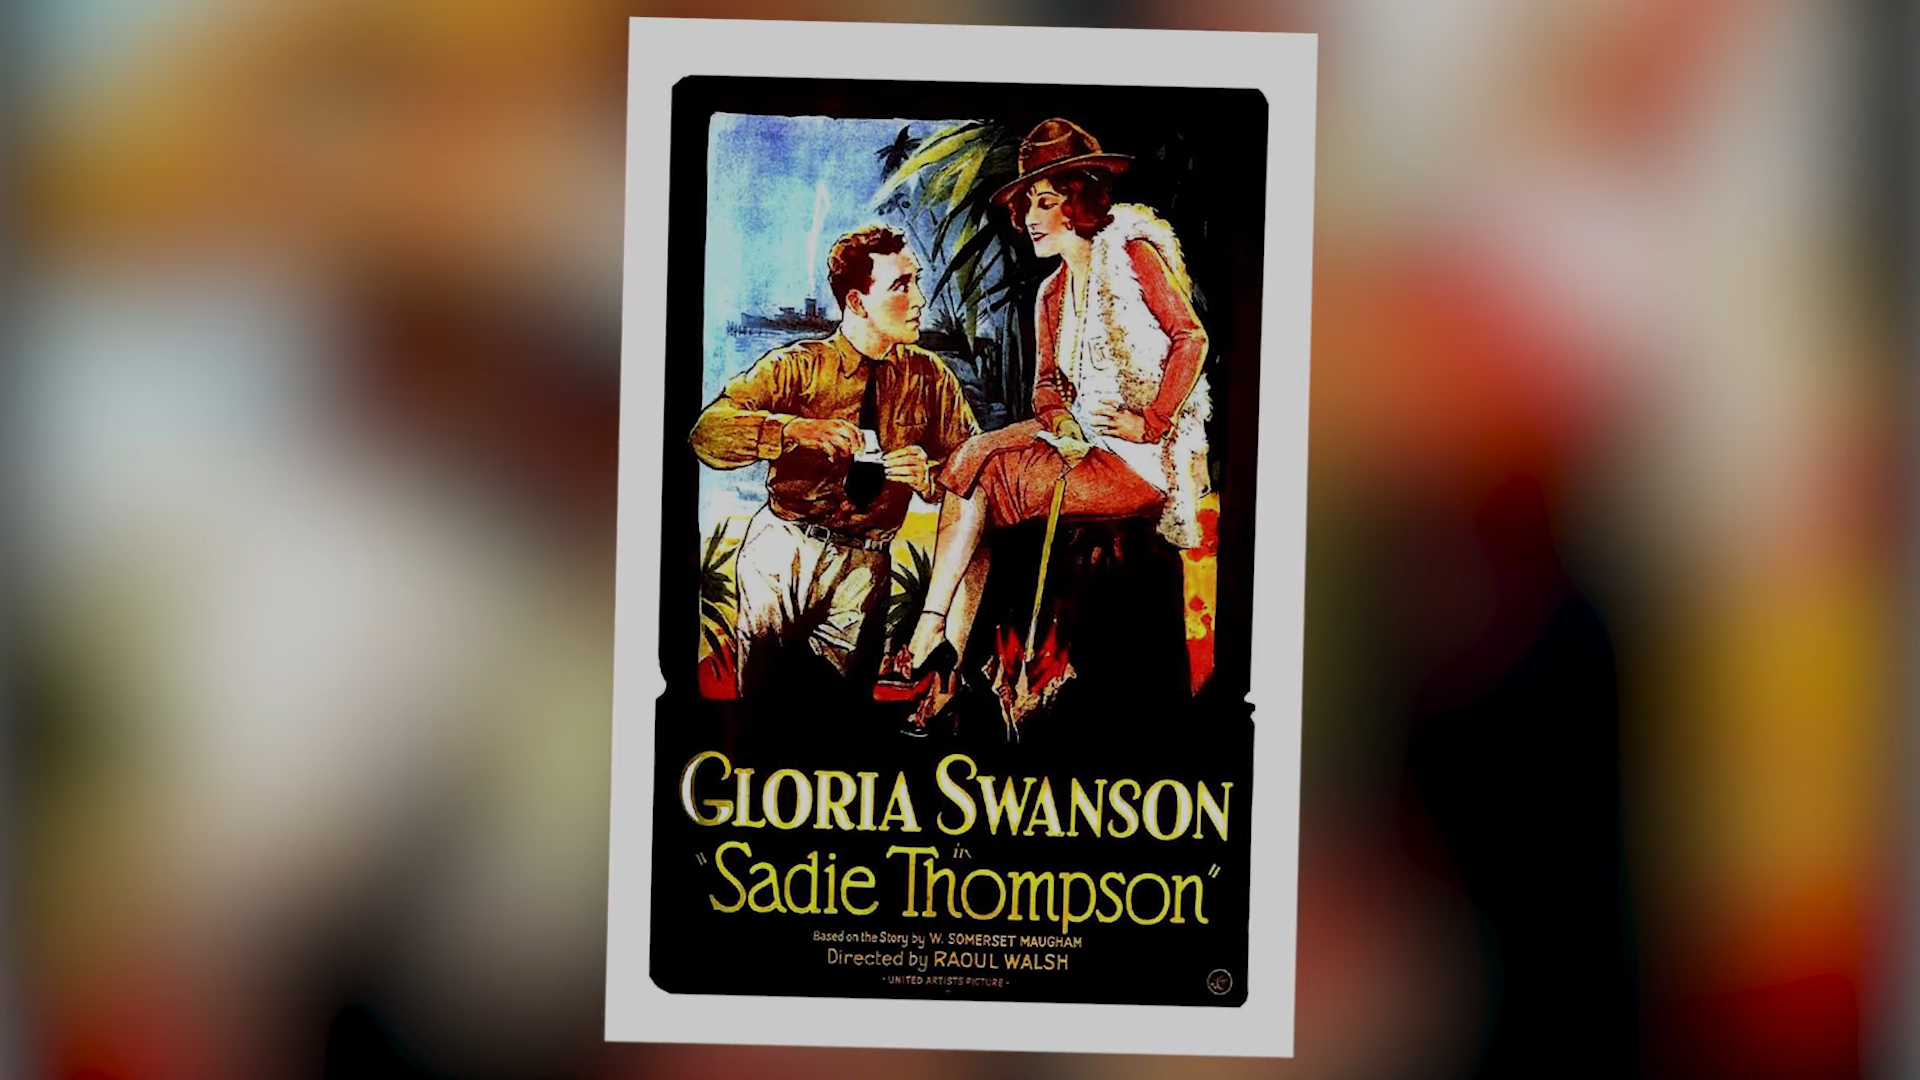 GLORIA SWANSON
in
"Sadie Thompson"
Based on the Story by W. SOMERSET MAUGHAM
Directed by RAOUL WALSH
- UNITED ARTISTS PICTURE -